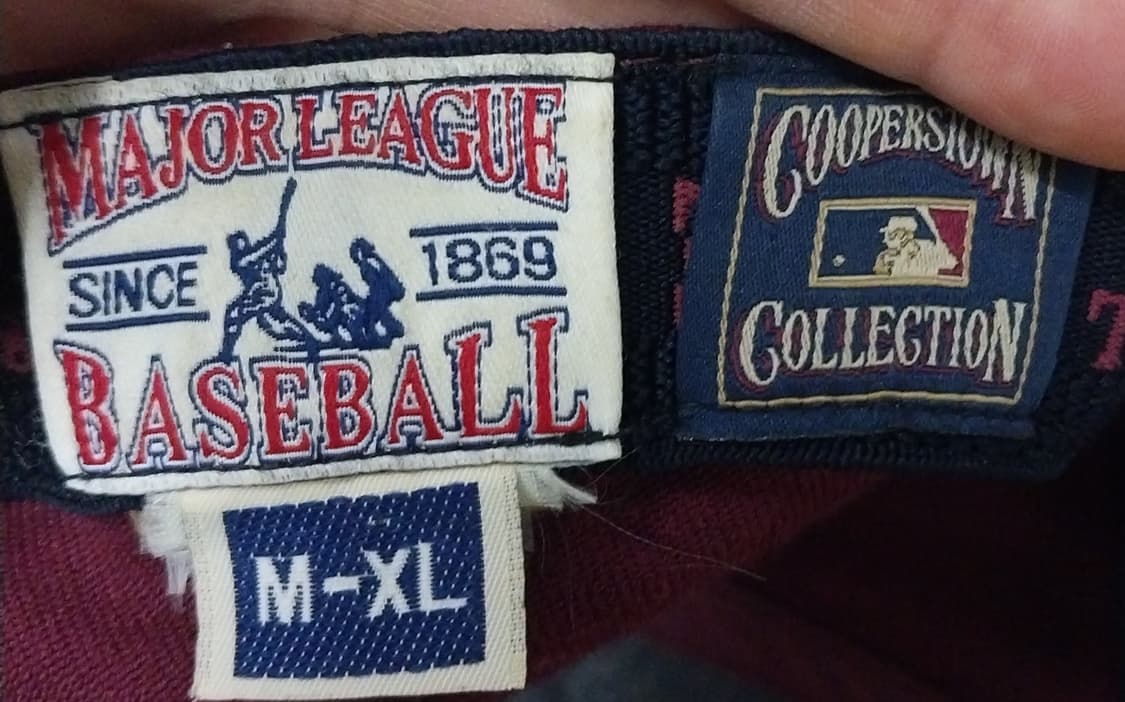 MAJOR LEAGUE
SINCE 1869
BASEBALL
M-XL
COOPERSTOWN
COLLECTION